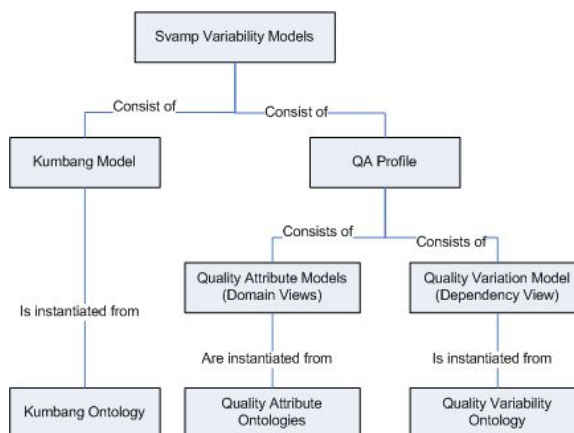 Svamp Variability Models
Consist of
Consist of
Kumbang Model
QA Profile
Consists of
Consists of
Quality Attribute Models
(Domain Views)
Quality Variation Model
(Dependency View)
Is instantiated from
Are instantiated from
Is instantiated from
Kumbang Ontology
Quality Attribute
Ontologies
Quality Variability
Ontology